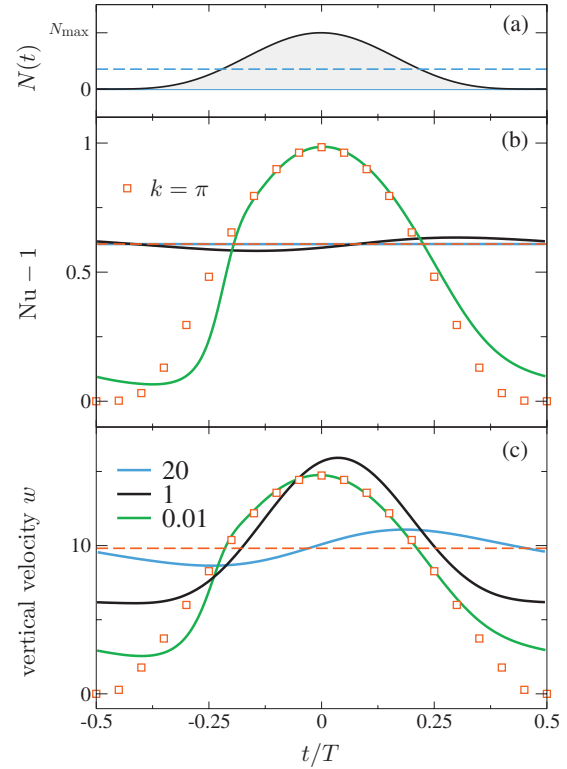 (a)
N_max
0
N(t)
(b)
1
0.5
0
Nu − 1
k = π
(c)
20
1
0.01
10
0
vertical velocity w
-0.5 -0.25 0 0.25 0.5
t/T